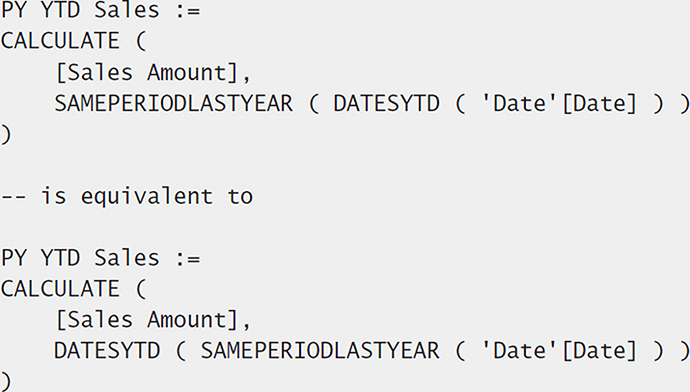 PY YTD Sales :=
CALCULATE (
    [Sales Amount],
    SAMEPERIODLASTYEAR ( DATESYTD ( 'Date'[Date] ) )
)
-- is equivalent to
PY YTD Sales :=
CALCULATE (
    [Sales Amount],
    DATESYTD ( SAMEPERIODLASTYEAR ( 'Date'[Date] ) )
)